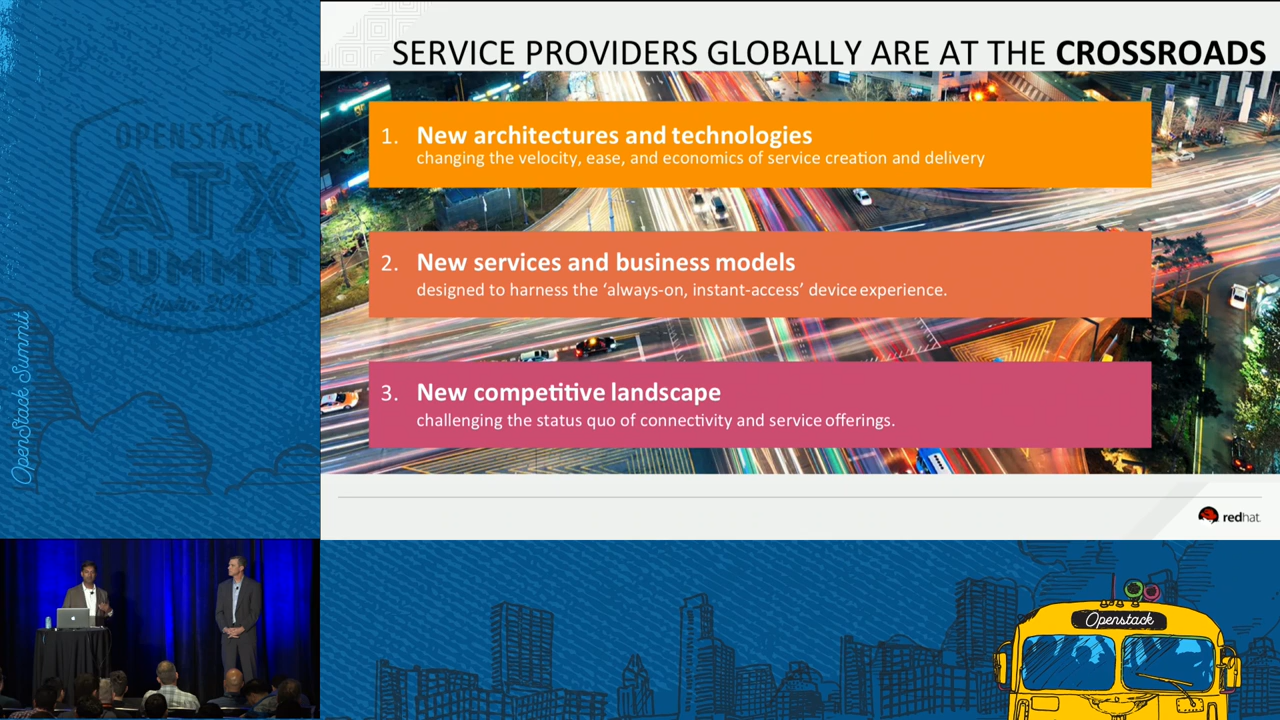 SERVICE PROVIDERS GLOBALLY ARE AT THE CROSSROADS
1. New architectures and technologies
changing the velocity, ease, and economics of service creation and delivery
2. New services and business models
designed to harness the ‘always-on, instant-access’ device experience.
3. New competitive landscape
challenging the status quo of connectivity and service offerings.
redhat.
OPENSTACK
ATX
SUMMIT
Austin
OpenStack Summit
Openstack